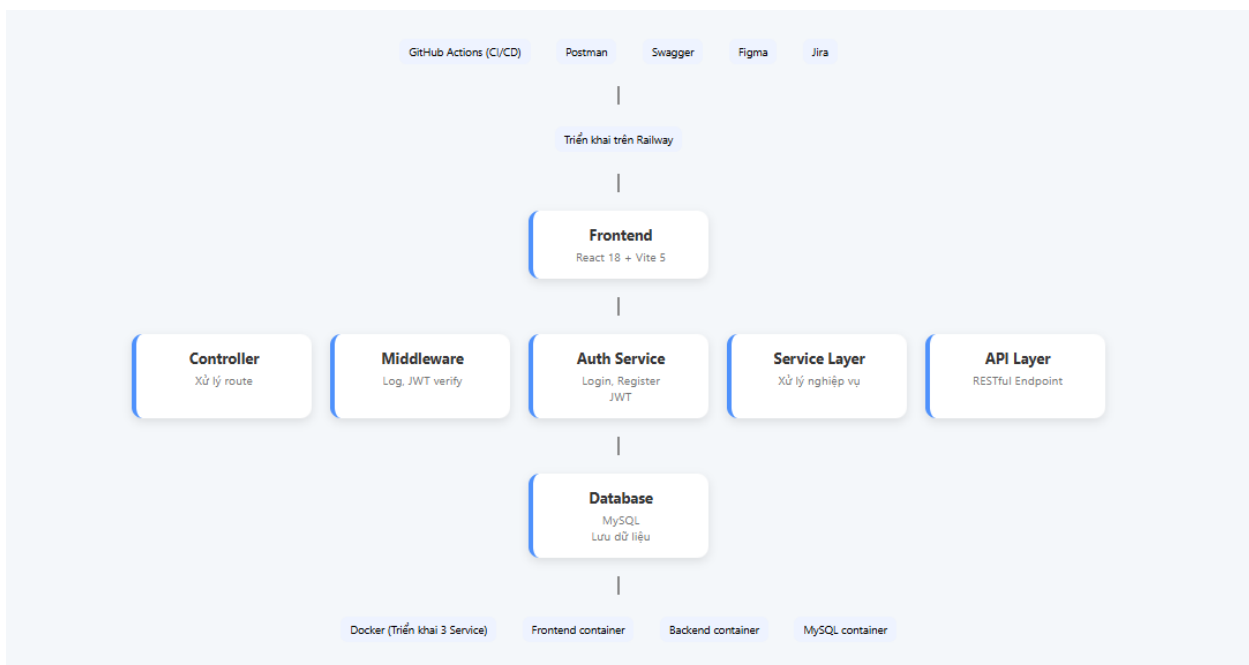 GitHub Actions (CI/CD) Postman Swagger Figma Jira
Triển khai trên Railway
Frontend
React 18 + Vite 5
Controller
Xử lý route
Middleware
Log, JWT verify
Auth Service
Login, Register
JWT
Service Layer
Xử lý nghiệp vụ
API Layer
RESTful Endpoint
Database
MySQL
Lưu dữ liệu
Docker (Triển khai 3 Service) Frontend container Backend container MySQL container